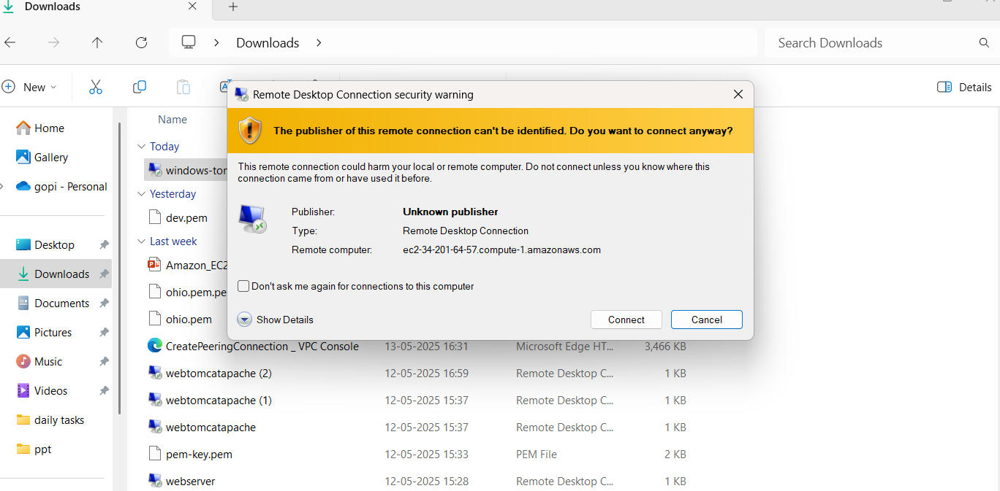 Downloads
Downloads
Search Downloads
New
Details
Home
Gallery
gopi - Personal
Desktop
Downloads
Documents
Pictures
Music
Videos
daily tasks
ppt
Name
Today
windows-tor
Yesterday
dev.pem
Last week
Amazon_EC2
ohio.pem.pe
ohio.pem
CreatePeeringConnection _ VPC Console 13-05-2025 16:31 Microsoft Edge HT... 3,466 KB
webtomcatapache (2) 12-05-2025 16:59 Remote Desktop C... 1 KB
webtomcatapache (1) 12-05-2025 15:37 Remote Desktop C... 1 KB
webtomcatapache 12-05-2025 15:37 Remote Desktop C... 1 KB
pem-key.pem 12-05-2025 15:33 PEM File 2 KB
webserver 12-05-2025 15:28 Remote Desktop C... 1 KB
Remote Desktop Connection security warning
The publisher of this remote connection can't be identified. Do you want to connect anyway?
This remote connection could harm your local or remote computer. Do not connect unless you know where this
connection came from or have used it before.
Publisher: Unknown publisher
Type: Remote Desktop Connection
Remote computer: ec2-34-201-64-57.compute-1.amazonaws.com
Don't ask me again for connections to this computer
Show Details
Connect
Cancel